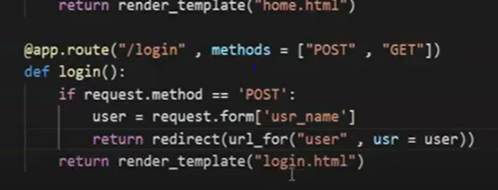 return render_template("home.html")
@app.route("/login" , methods = ["POST" , "GET"])
def login():
if request.method == 'POST':
user = request.form['usr_name']
return redirect(url_for("user" , usr = user))
return render_template("login.html")